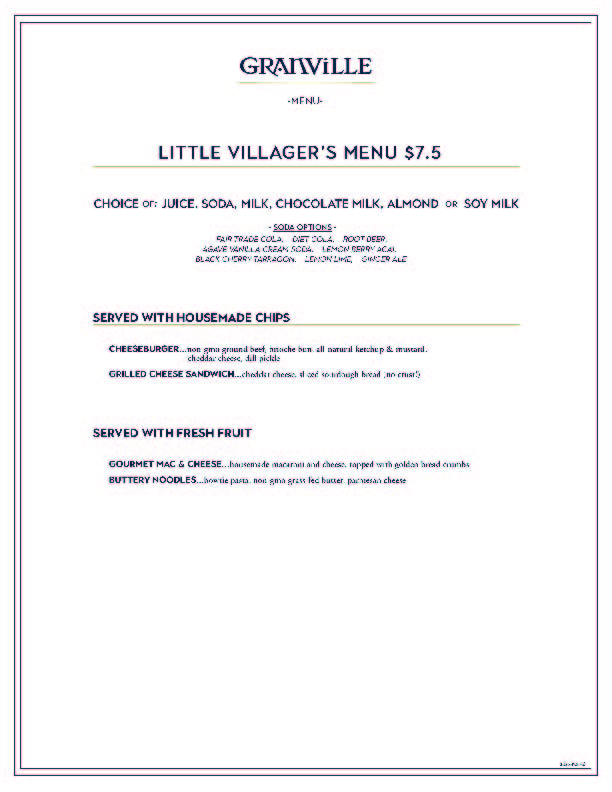 GRANViLLE
-MENU-
LITTLE VILLAGER'S MENU $7.5
CHOICE OF: JUICE, SODA, MILK, CHOCOLATE MILK, ALMOND OR SOY MILK
- SODA OPTIONS -
FAIR TRADE COLA, DIET COLA, ROOT BEER,
AGAVE VANILLA CREAM SODA, LEMON BERRY ACAI,
BLACK CHERRY TARRAGON, LEMON LIME, GINGER ALE
SERVED WITH HOUSEMADE CHIPS
CHEESEBURGER...non-gmo ground beef, brioche bun, all natural ketchup & mustard,
cheddar cheese, dill pickle
GRILLED CHEESE SANDWICH...cheddar cheese, sliced sourdough bread (no crust!)
SERVED WITH FRESH FRUIT
GOURMET MAC & CHEESE...housemade macaroni and cheese, topped with golden bread crumbs
BUTTERY NOODLES...bowtie pasta, non-gmo grass fed butter, parmesan cheese